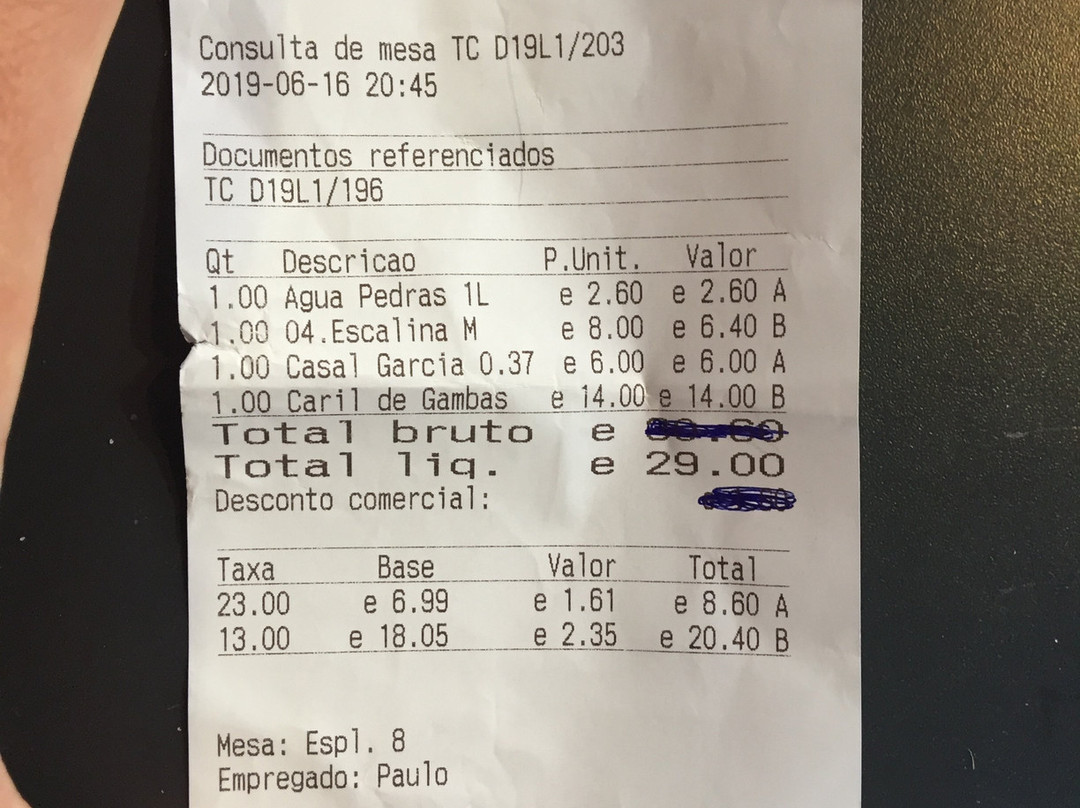 Consulta de mesa TC D19L1/203
2019-06-16 20:45
Documentos referenciados
TC D19L1/196
Qt Descricao P.Unit. Valor
1.00 Agua Pedras 1L e 2.60 e 2.60 A
1.00 04.Escalina M e 8.00 e 6.40 B
1.00 Casal Garcia 0.37 e 6.00 e 6.00 A
1.00 Caril de Gambas e 14.00 e 14.00 B
Total bruto e
Total liq. e 29.00
Desconto comercial:
Taxa Base Valor Total
23.00 e 6.99 e 1.61 e 8.60 A
13.00 e 18.05 e 2.35 e 20.40 B
Mesa: Espl. 8
Empregado: Paulo